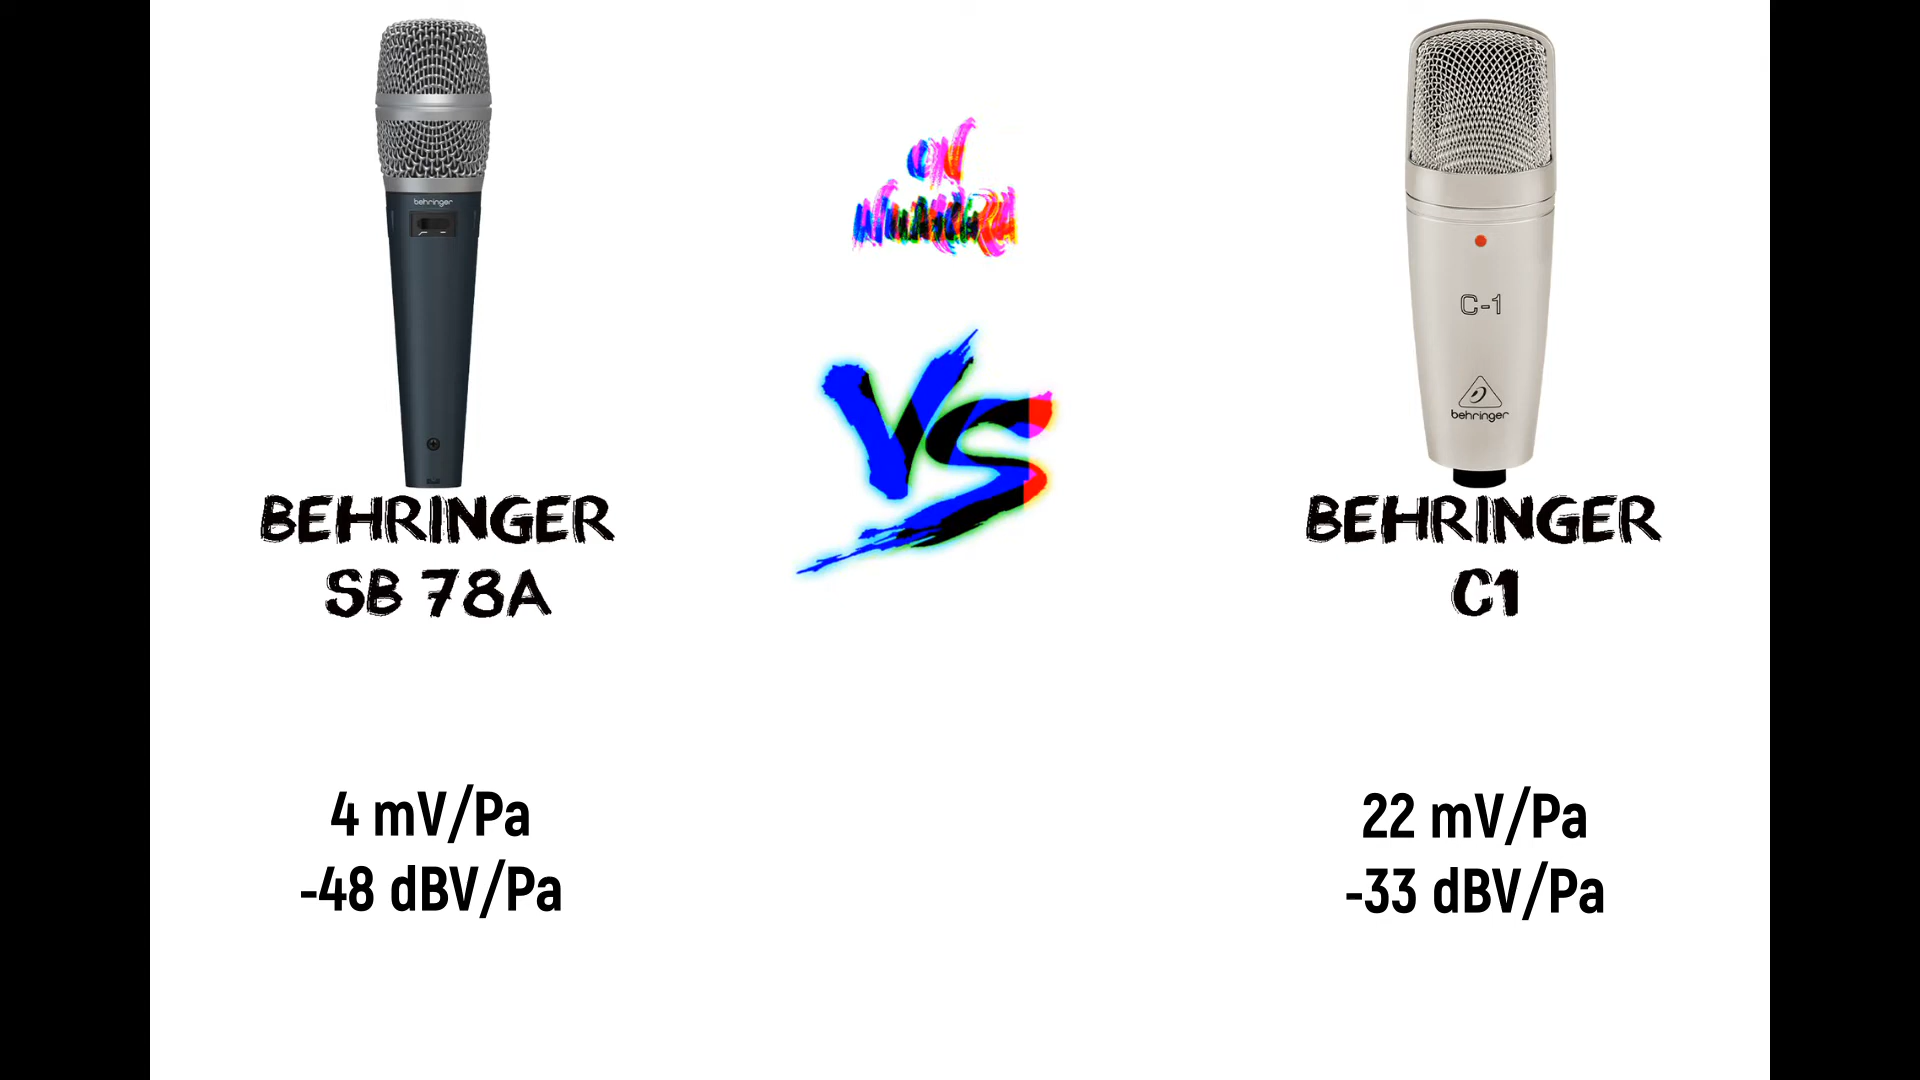 behringer
BEHRINGER
SB 78A
4 mV/Pa
-48 dBV/Pa
VS
C-1
behringer
BEHRINGER
C1
22 mV/Pa
-33 dBV/Pa